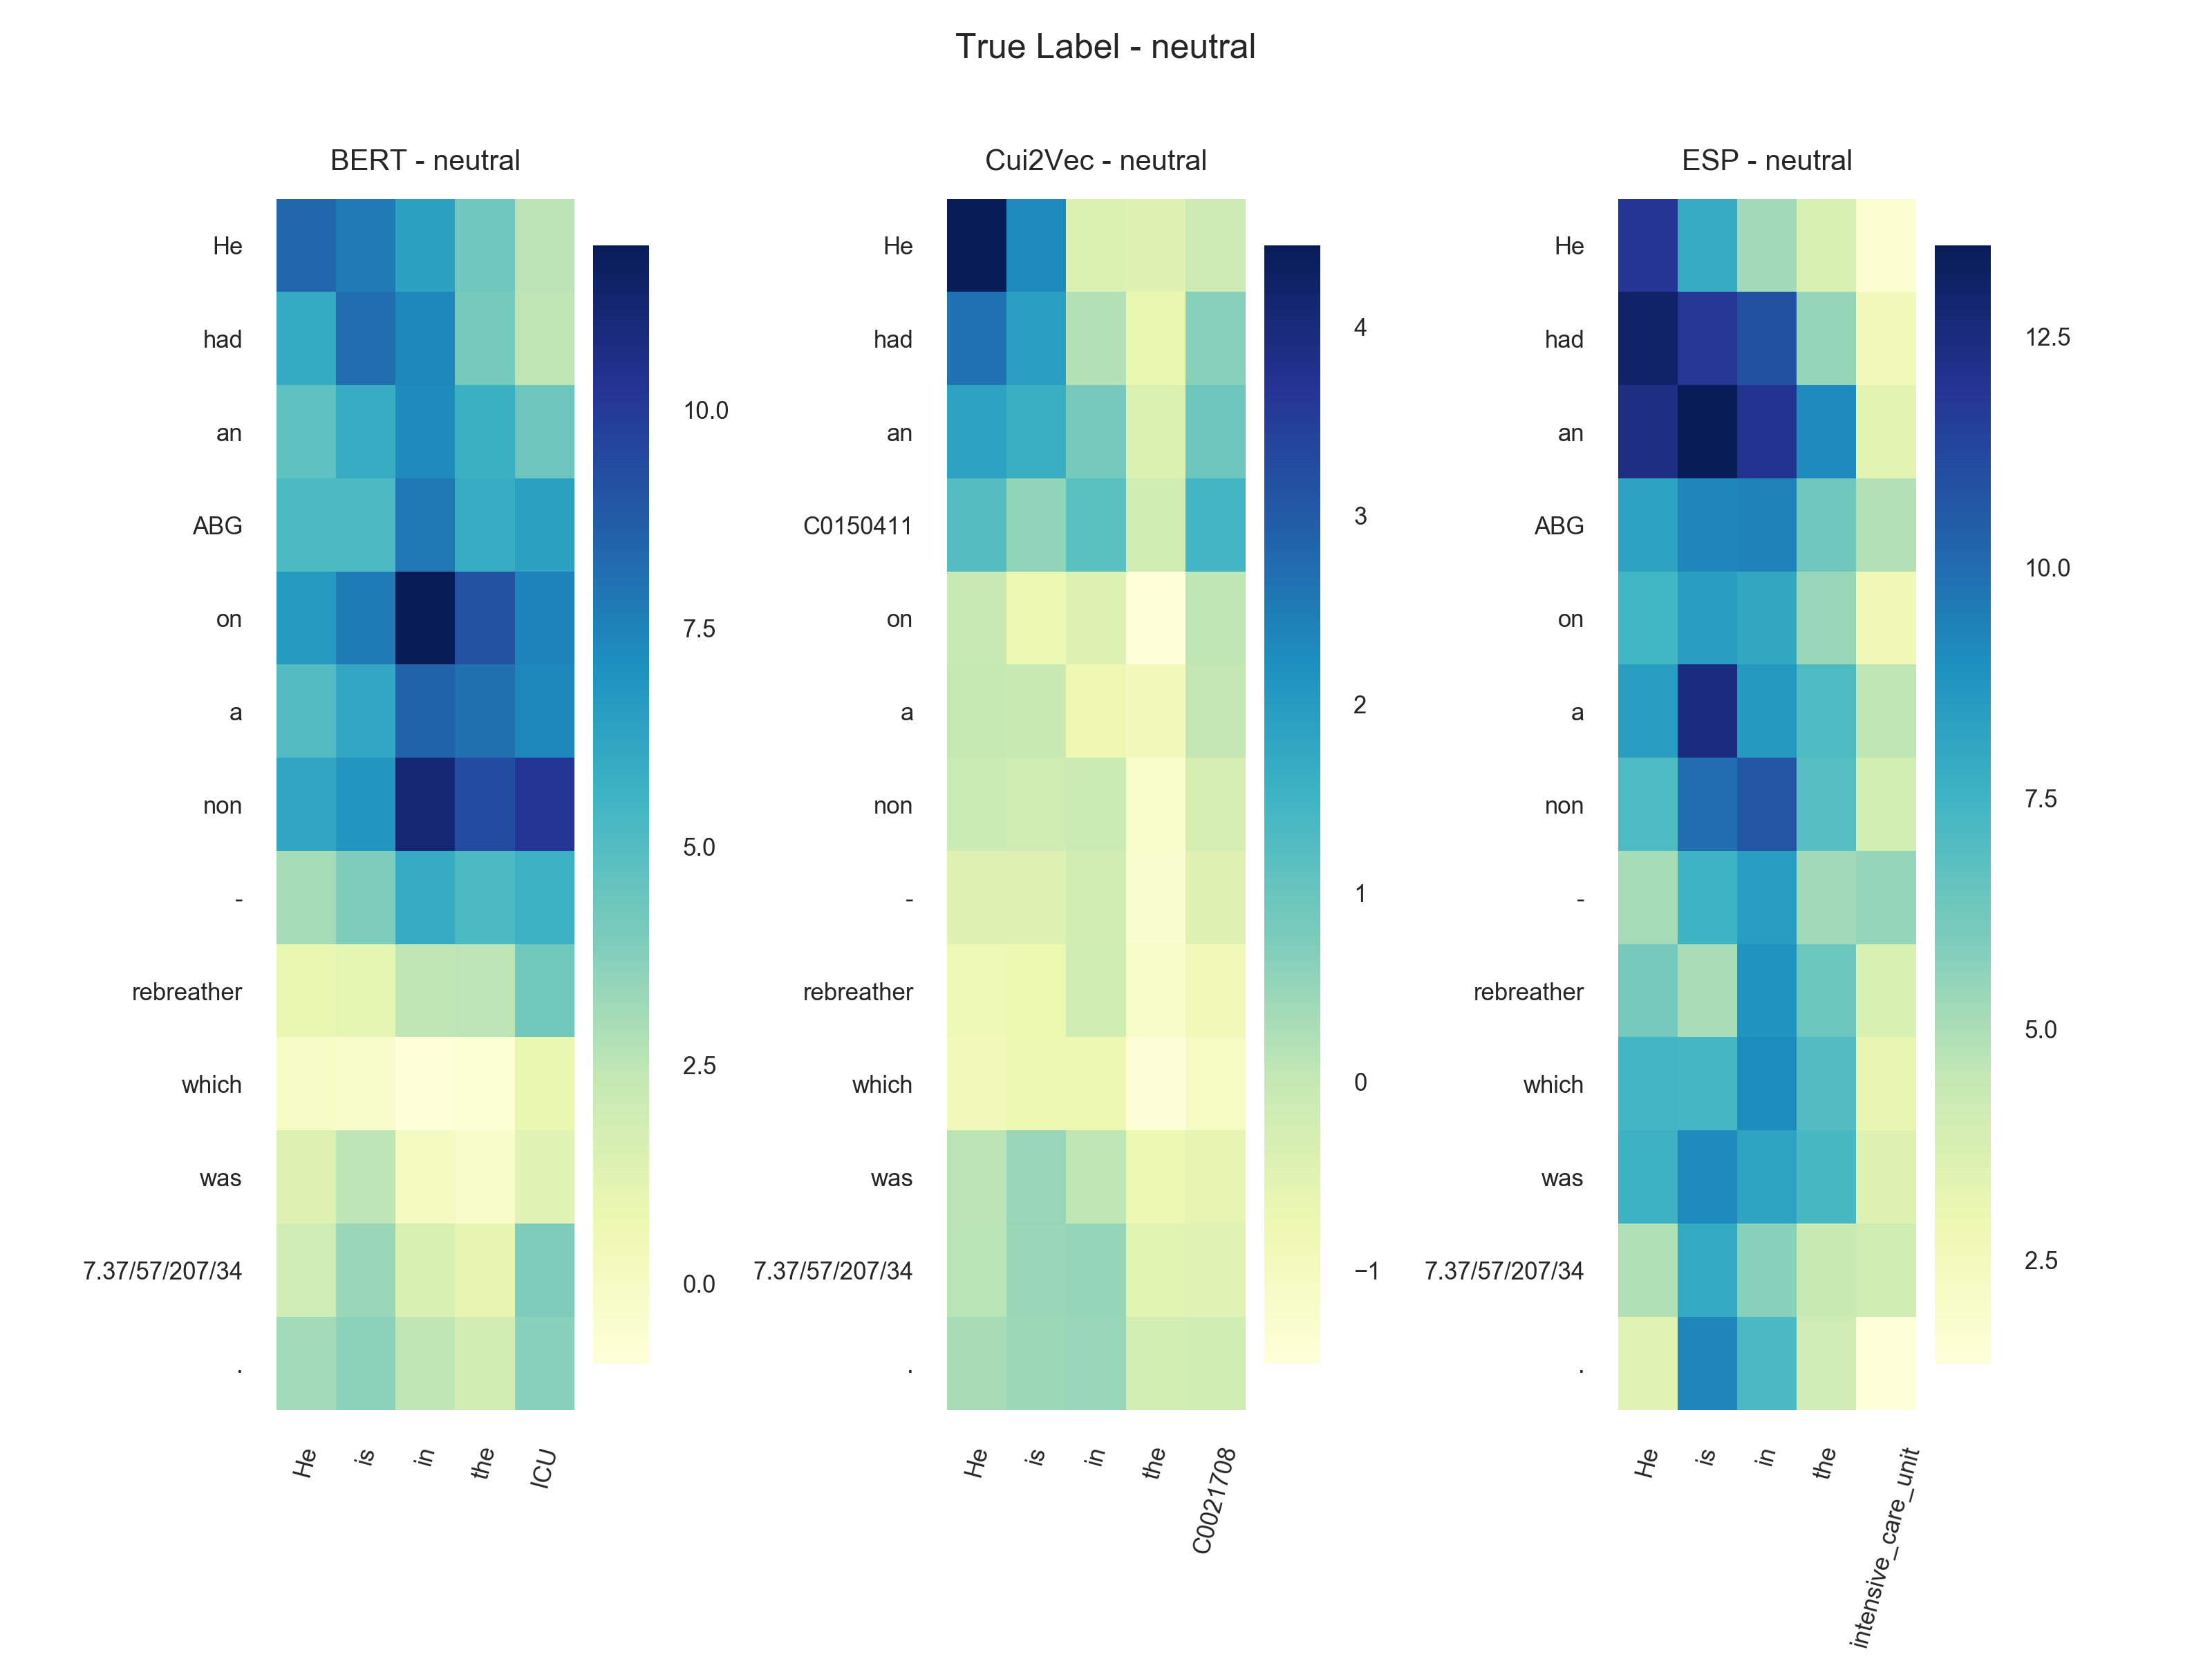 True Label - neutral
BERT - neutral
He
had
an
ABG
on
a
non
-
rebreather
which
was
7.37/57/207/34
.
He
is
in
the
ICU
10.0
7.5
5.0
2.5
0.0
Cui2Vec - neutral
He
had
an
C0150411
on
a
non
-
rebreather
which
was
7.37/57/207/34
.
He
is
in
the
C0021708
4
3
2
1
0
−1
ESP - neutral
He
had
an
ABG
on
a
non
-
rebreather
which
was
7.37/57/207/34
.
He
is
in
the
intensive_care_unit
12.5
10.0
7.5
5.0
2.5